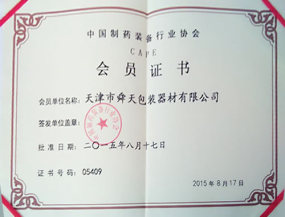 中国制药装备行业协会
CAPE
会员证书
会员单位名称：天津市舜天包装器材有限公司
签发单位盖章：
批准日期：二〇一五年八月十七日
证书号码：05409
2015年8月17日